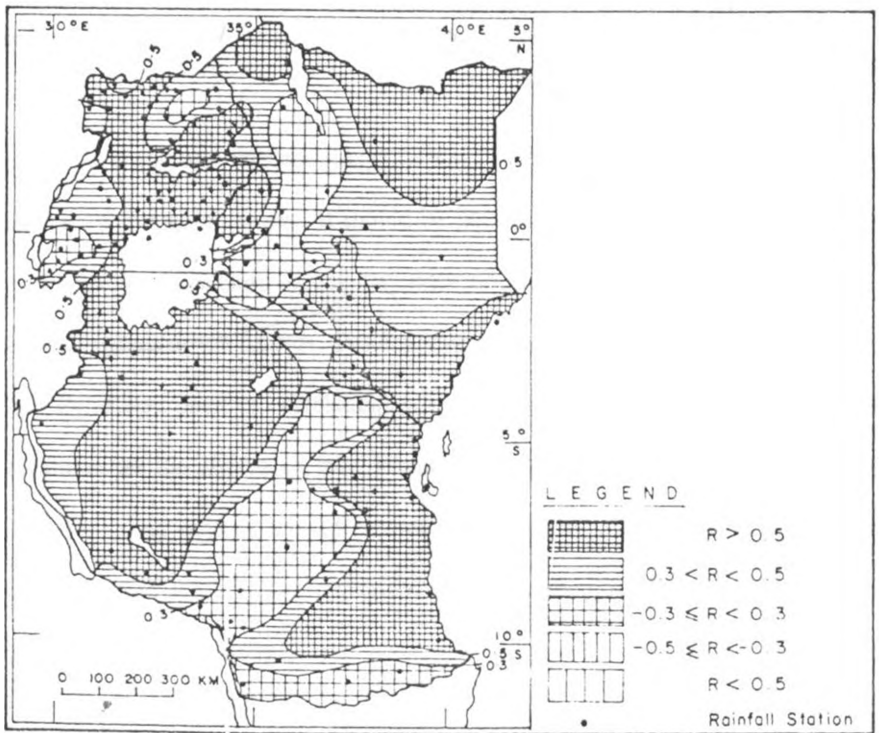 30°E 35° 40°E 5°
N
0.5
0.5
0.5
0°
0.3
0.3
0.5
0.5
0.5
5°
S
LEGEND
R > 0.5
0.3 < R < 0.5
-0.3 ≦ R < 0.3
-0.5 ≦ R < -0.3
R < 0.5
Rainfall Station
0.3
10°
S
0.5
0.3
0 100 200 300 KM